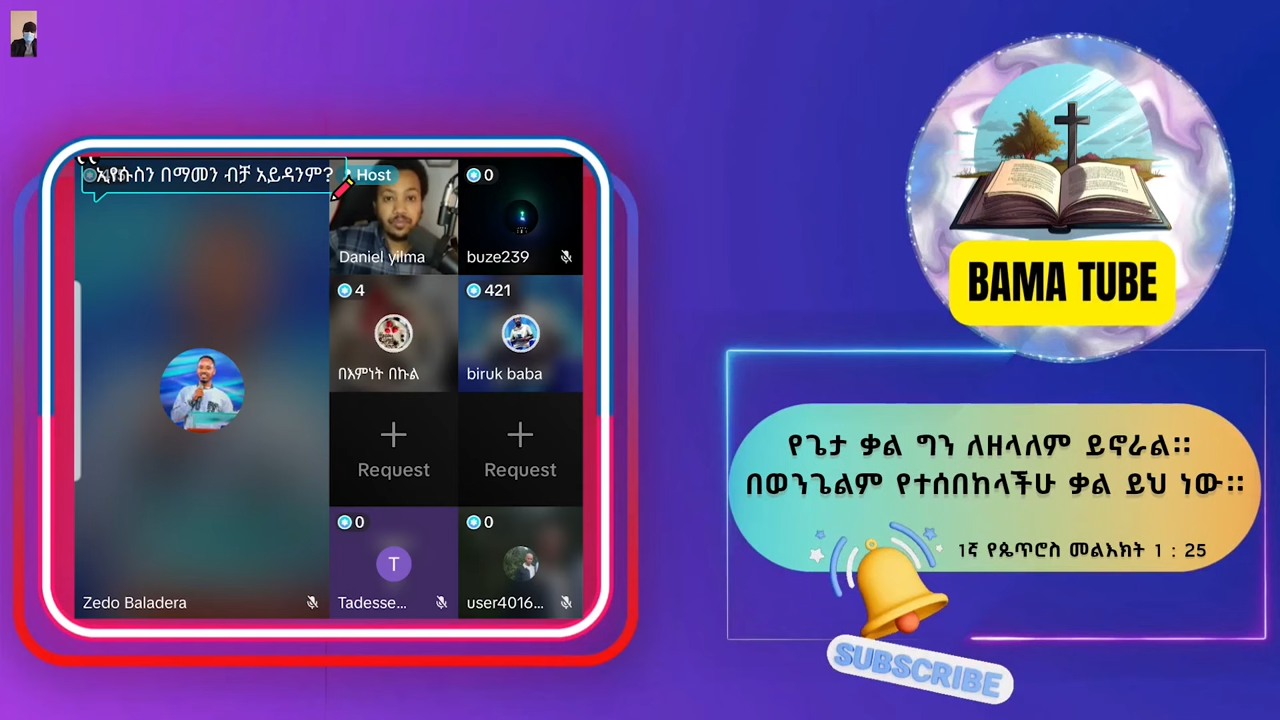 ኢየሱስን በማመን ብቻ አይዳንም?
Host
Daniel yilma
0
buze239
4
በእምነት በኩል
421
biruk baba
Request
Request
Zedo Baladera
0
T
Tadesse...
0
user4016...
BAMA TUBE
የጌታ ቃል ግን ለዘላለም ይኖራል፡፡
በወንጌልም የተሰበከላችሁ ቃል ይህ ነው፡፡
1ኛ የጴጥሮስ መልእክት 1 : 25
SUBSCRIBE